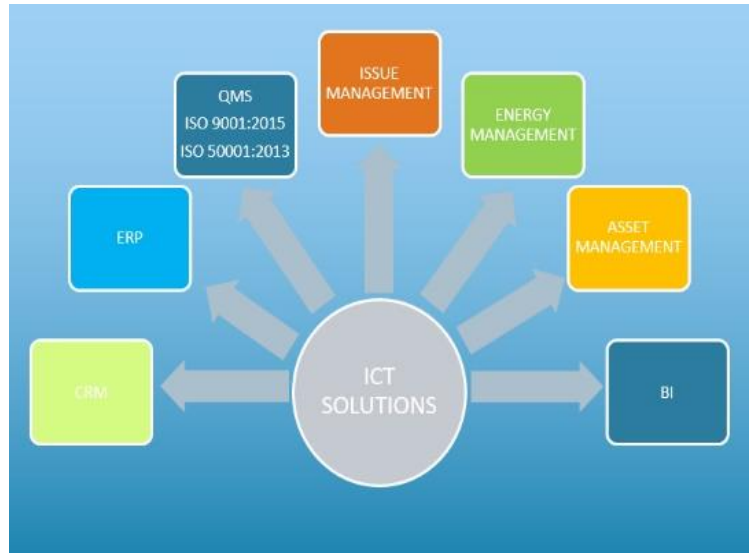 ISSUE
MANAGEMENT
QMS
ISO 9001:2015
ISO 50001:2013
ENERGY
MANAGEMENT
ERP
ASSET
MANAGEMENT
CRM
ICT
SOLUTIONS
BI